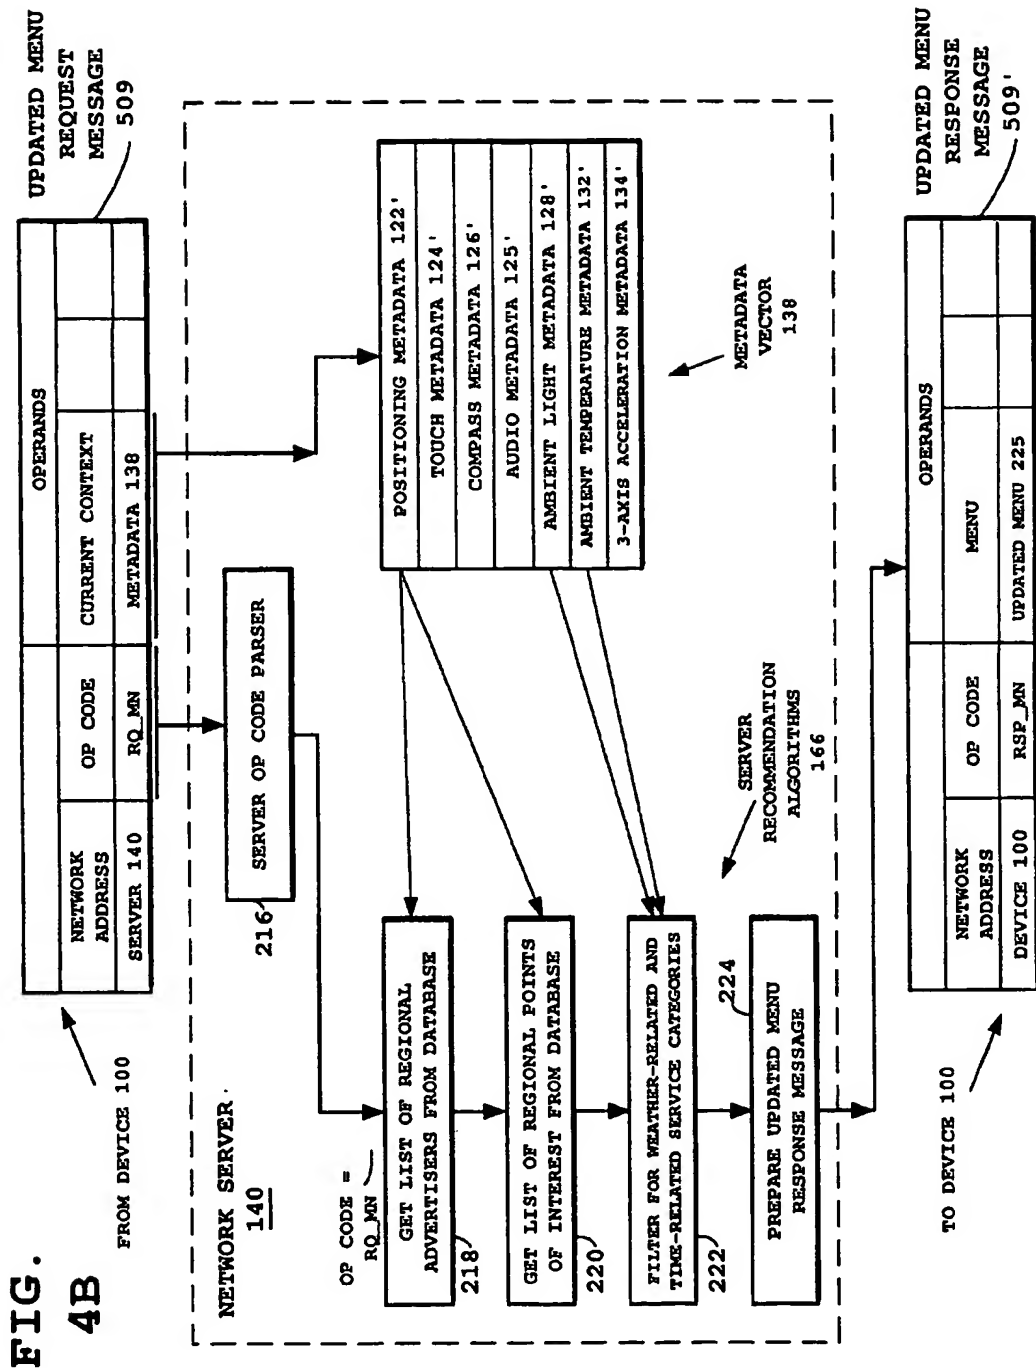 FIG.
4B
FROM DEVICE 100
UPDATED MENU
REQUEST
MESSAGE
509
OPERANDS
NETWORK
ADDRESS
OP CODE
CURRENT CONTEXT
SERVER 140
RQ_MN
METADATA 138
NETWORK SERVER
140
216
SERVER OP CODE PARSER
OP CODE =
RQ_MN
GET LIST OF REGIONAL
ADVERTISERS FROM DATABASE
218
GET LIST OF REGIONAL POINTS
OF INTEREST FROM DATABASE
220
FILTER FOR WEATHER-RELATED AND
TIME-RELATED SERVICE CATEGORIES
222
224
PREPARE UPDATED MENU
RESPONSE MESSAGE
SERVER
RECOMMENDATION
ALGORITHMS
166
POSITIONING METADATA 122'
TOUCH METADATA 124'
COMPASS METADATA 126'
AUDIO METADATA 125'
AMBIENT LIGHT METADATA 128'
AMBIENT TEMPERATURE METADATA 132'
3-AXIS ACCELERATION METADATA 134'
METADATA
VECTOR
138
TO DEVICE 100
UPDATED MENU
RESPONSE
MESSAGE
509'
OPERANDS
NETWORK
ADDRESS
OP CODE
MENU
DEVICE 100
RSP_MN
UPDATED MENU 225